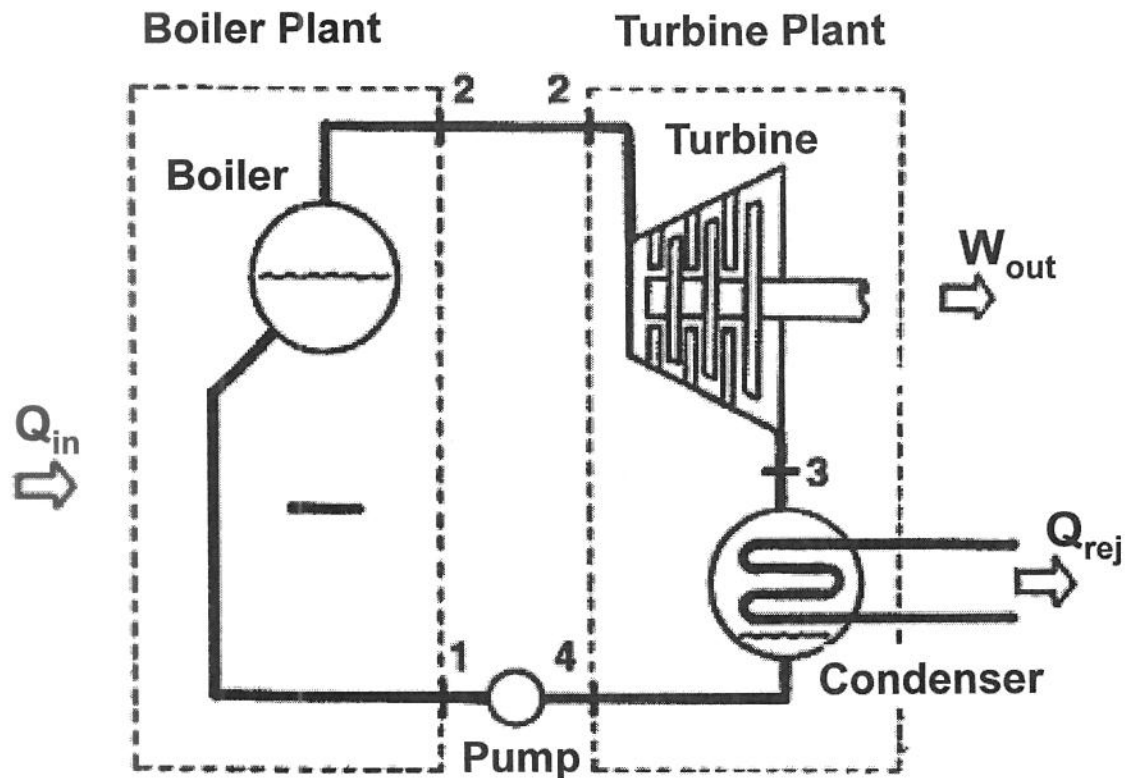 Boiler Plant
Turbine Plant
2 2
Turbine
Boiler
W out
Q in
3
Q rej
1 4
Condenser
Pump